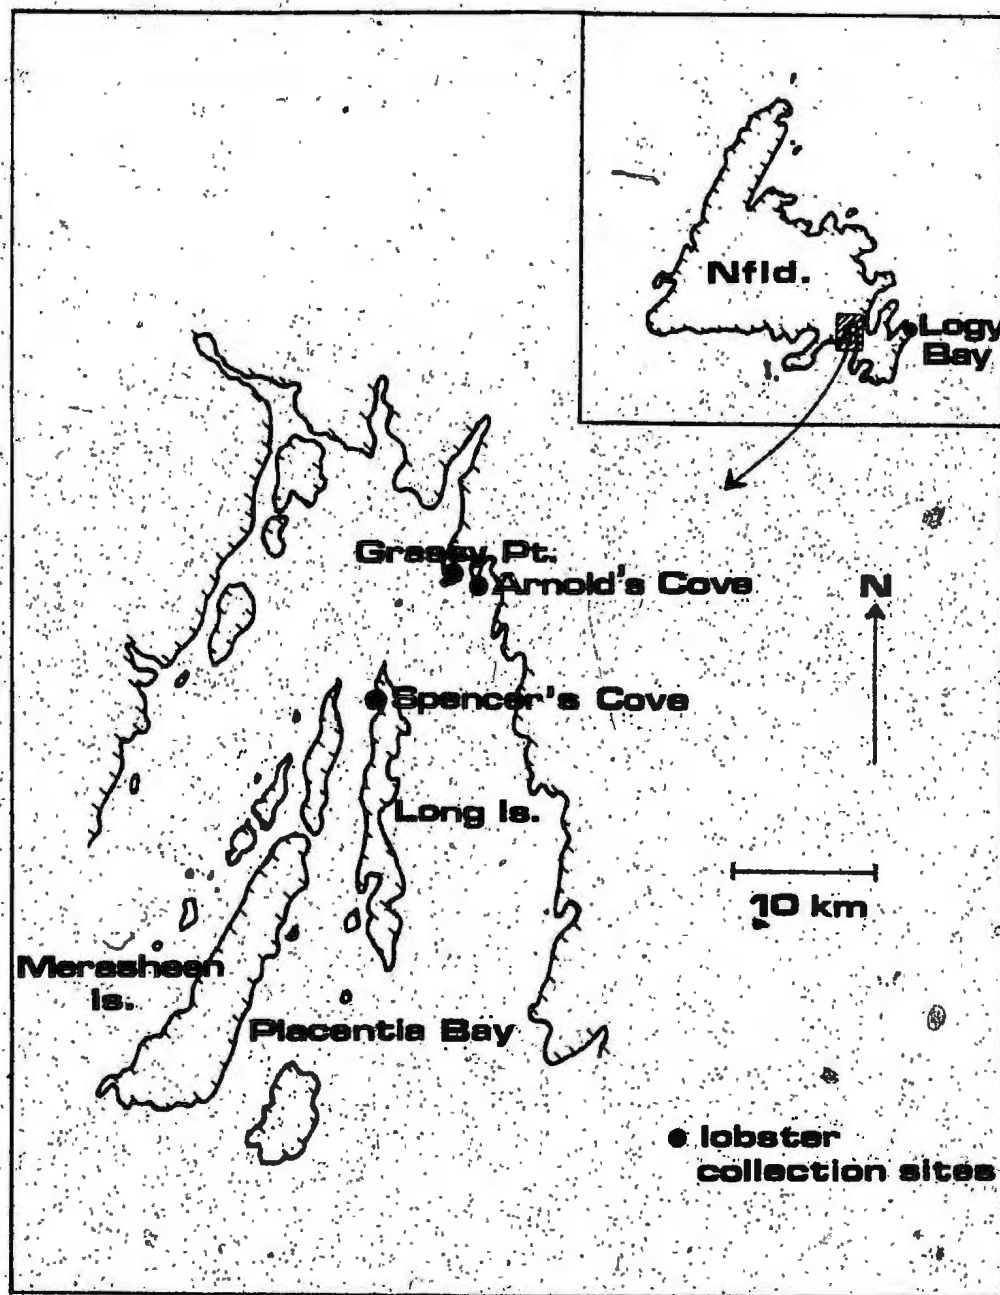 Nfld.
Logy
Bay
Grassy Pt.
Arnold's Cove
N
Spencer's Cove
Long Is.
10 km
Merasheen
Is.
Placentia Bay
lobster
collection sites